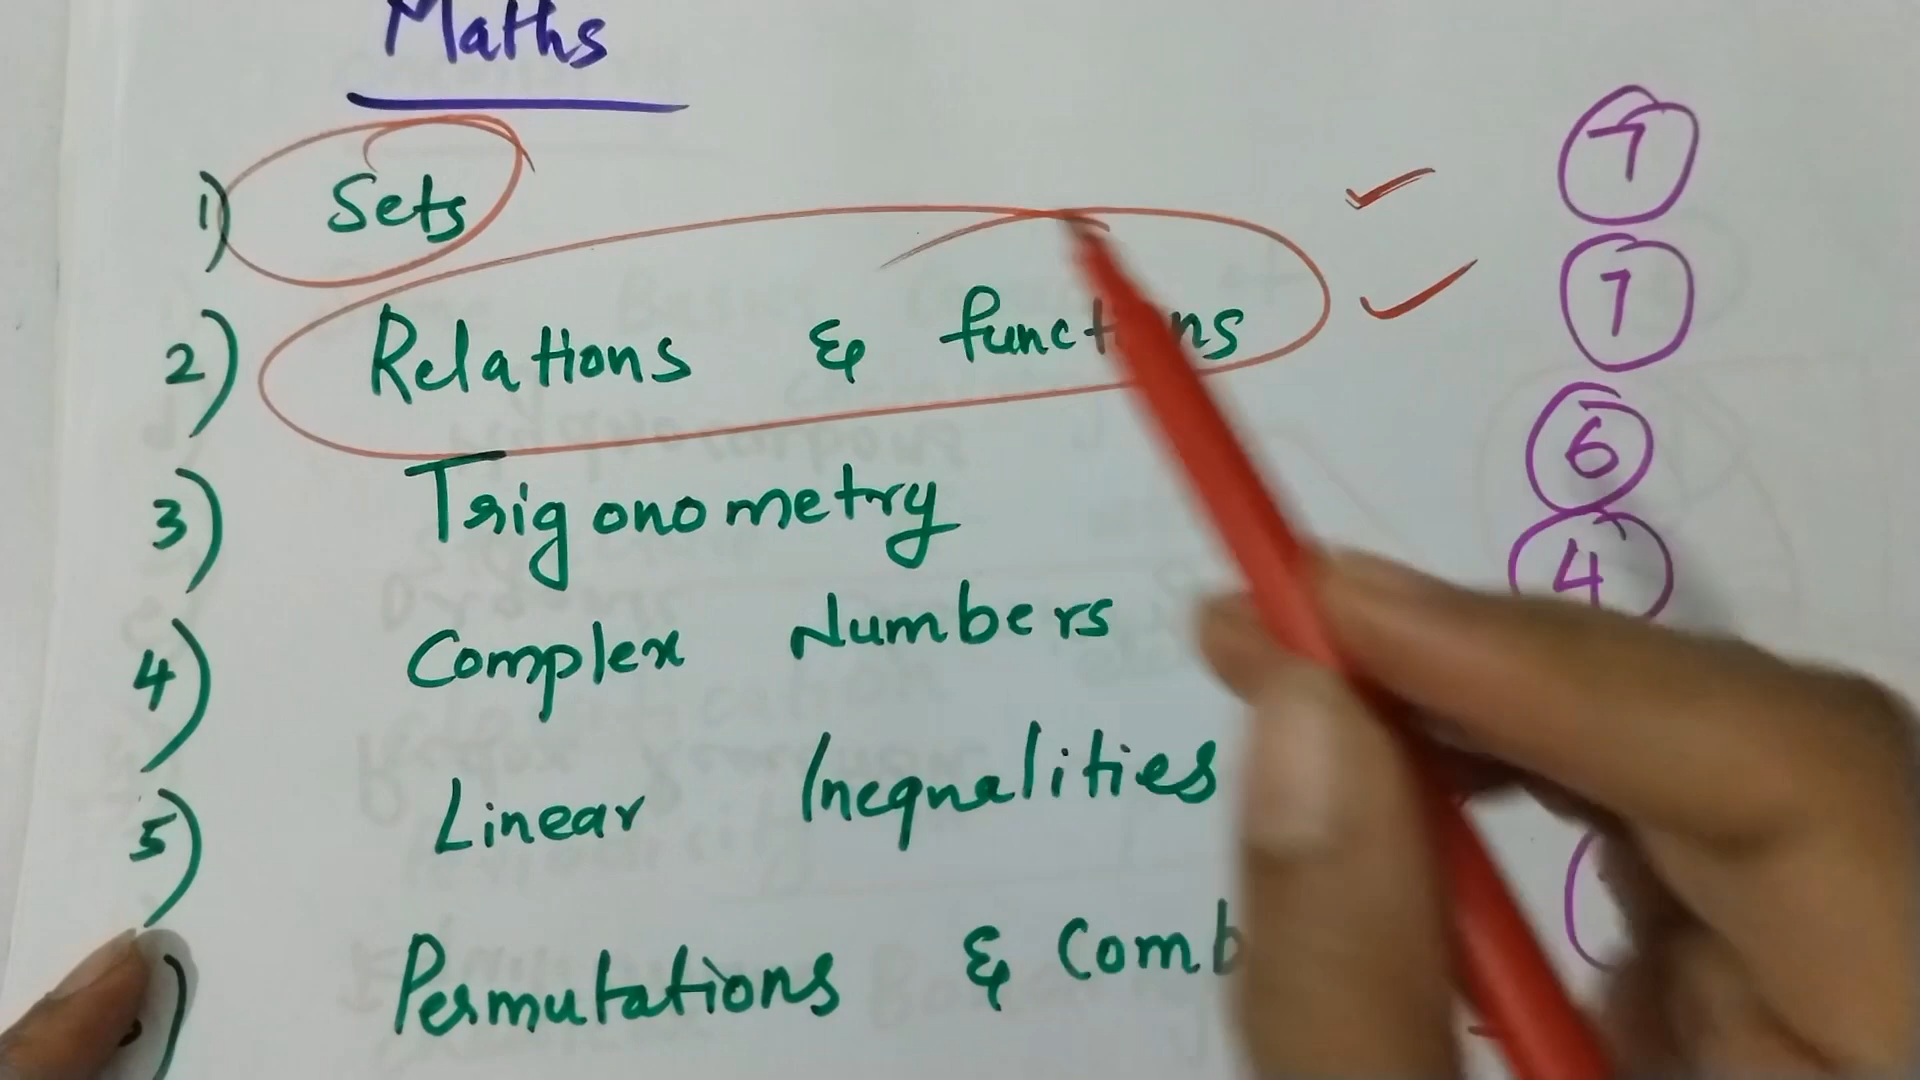 Maths
1) Sets 7
2) Relations & functions 7
3) Trigonometry 6
4) Complex Numbers 4
5) Linear Inequalities
Permutations &